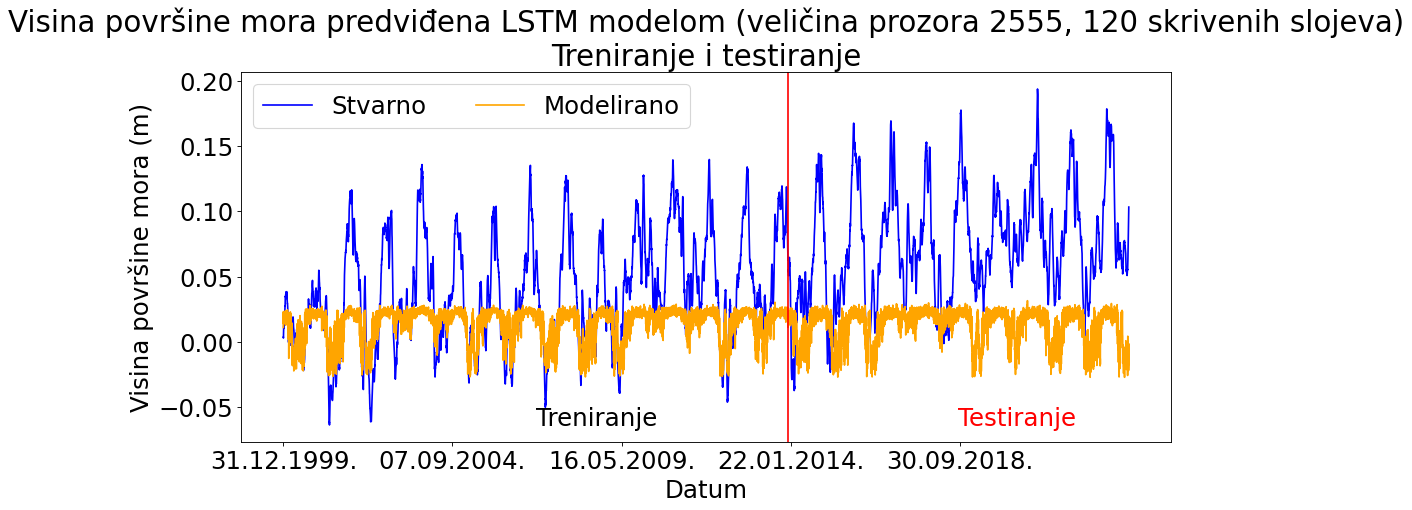 Visina površine mora predviđena LSTM modelom (veličina prozora 2555, 120 skrivenih slojeva)
Treniranje i testiranje
Stvarno Modelirano
Visina površine mora (m)
0.20
0.15
0.10
0.05
0.00
−0.05
Treniranje Testiranje
31.12.1999. 07.09.2004. 16.05.2009. 22.01.2014. 30.09.2018.
Datum